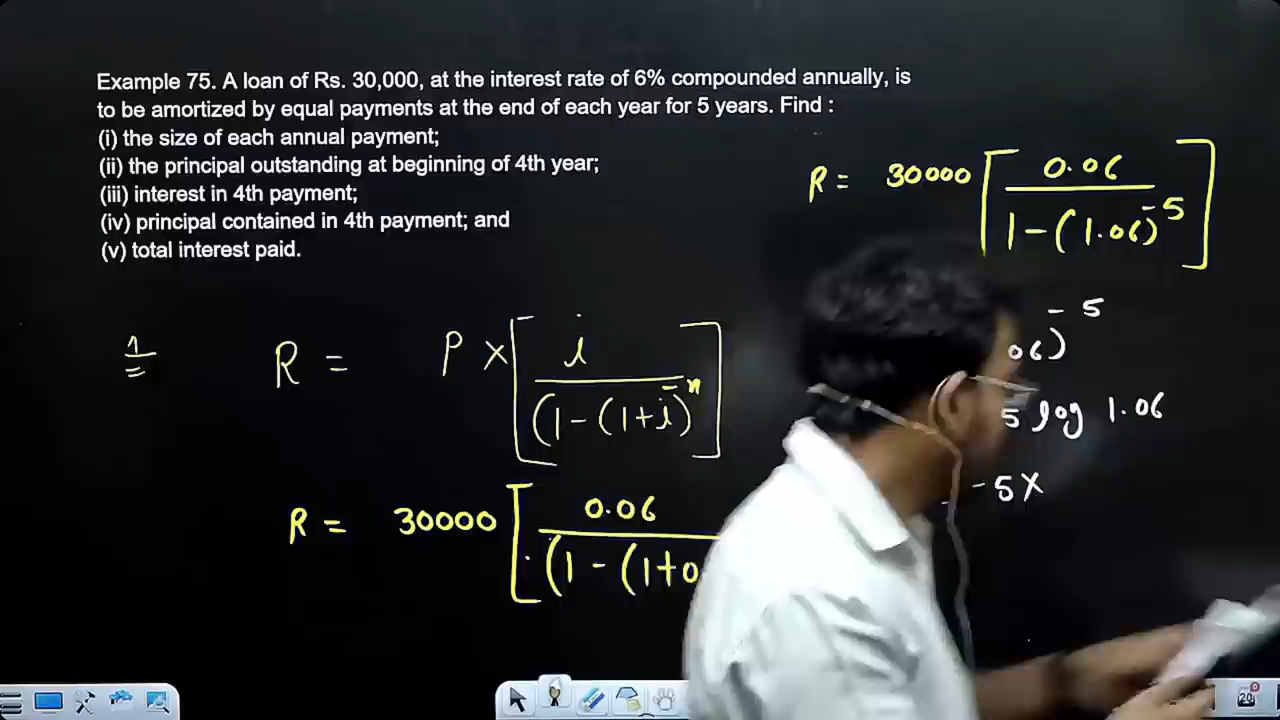 Example 75. A loan of Rs. 30,000, at the interest rate of 6% compounded annually, is
to be amortized by equal payments at the end of each year for 5 years. Find :
(i) the size of each annual payment;
(ii) the principal outstanding at beginning of 4th year;
(iii) interest in 4th payment;
(iv) principal contained in 4th payment; and
(v) total interest paid.
R = 30000 [ 0.06 / 1-(1.06)^-5 ]
1
R = P × [ i / (1-(1+i)^-n ]
06)^-5
5 log 1.06
-5×
R = 30000 [ 0.06 / (1-(1+0
20